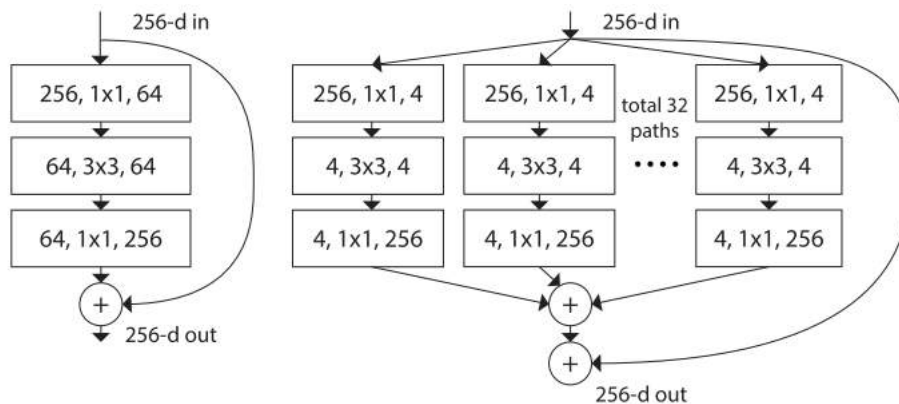 256-d in
256, 1x1, 64
64, 3x3, 64
64, 1x1, 256
+
256-d out
256-d in
256, 1x1, 4
256, 1x1, 4
total 32
paths
256, 1x1, 4
4, 3x3, 4
4, 3x3, 4
....
4, 3x3, 4
4, 1x1, 256
4, 1x1, 256
4, 1x1, 256
+
+
256-d out